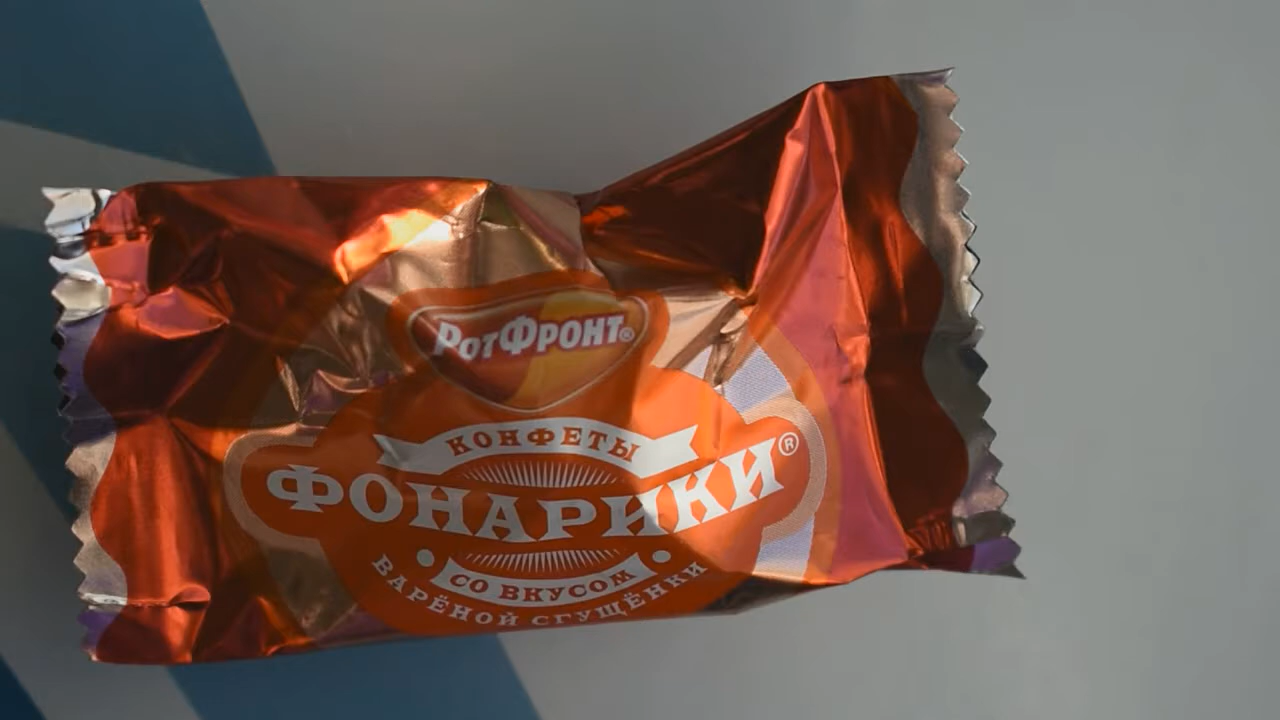 РотФронт®
КОНФЕТЫ
ФОНАРИКИ®
СО ВКУСОМ
ВАРЁНОЙ СГУЩЁНКИ